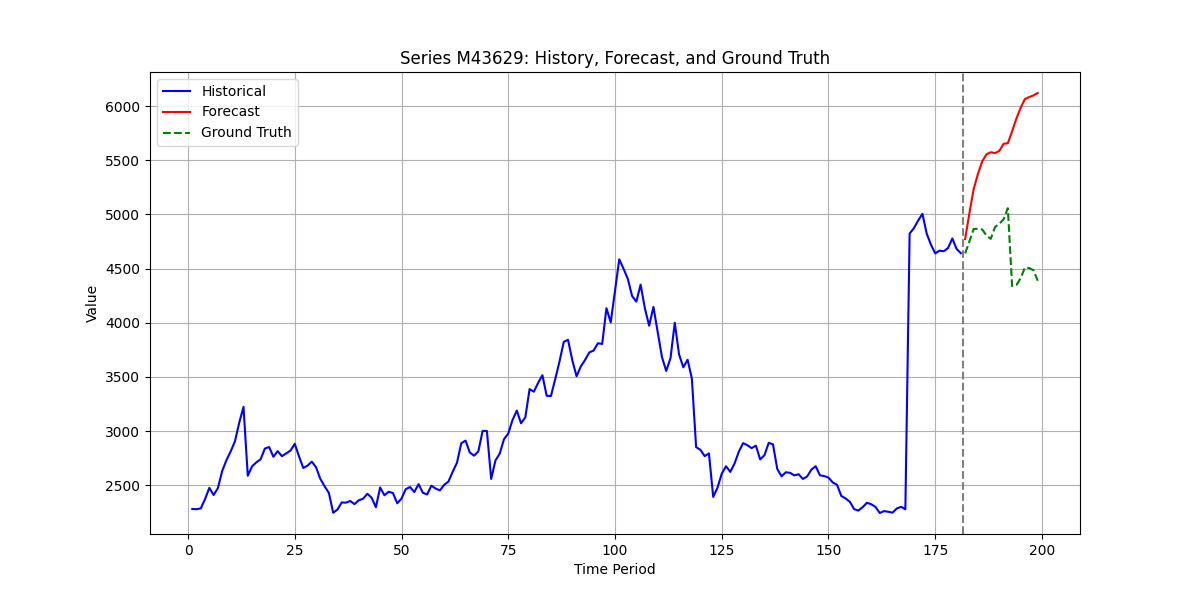 Series M43629: History, Forecast, and Ground Truth
Historical
Forecast
Ground Truth
6000
5500
5000
4500
4000
3500
3000
2500
Value
0 25 50 75 100 125 150 175 200
Time Period